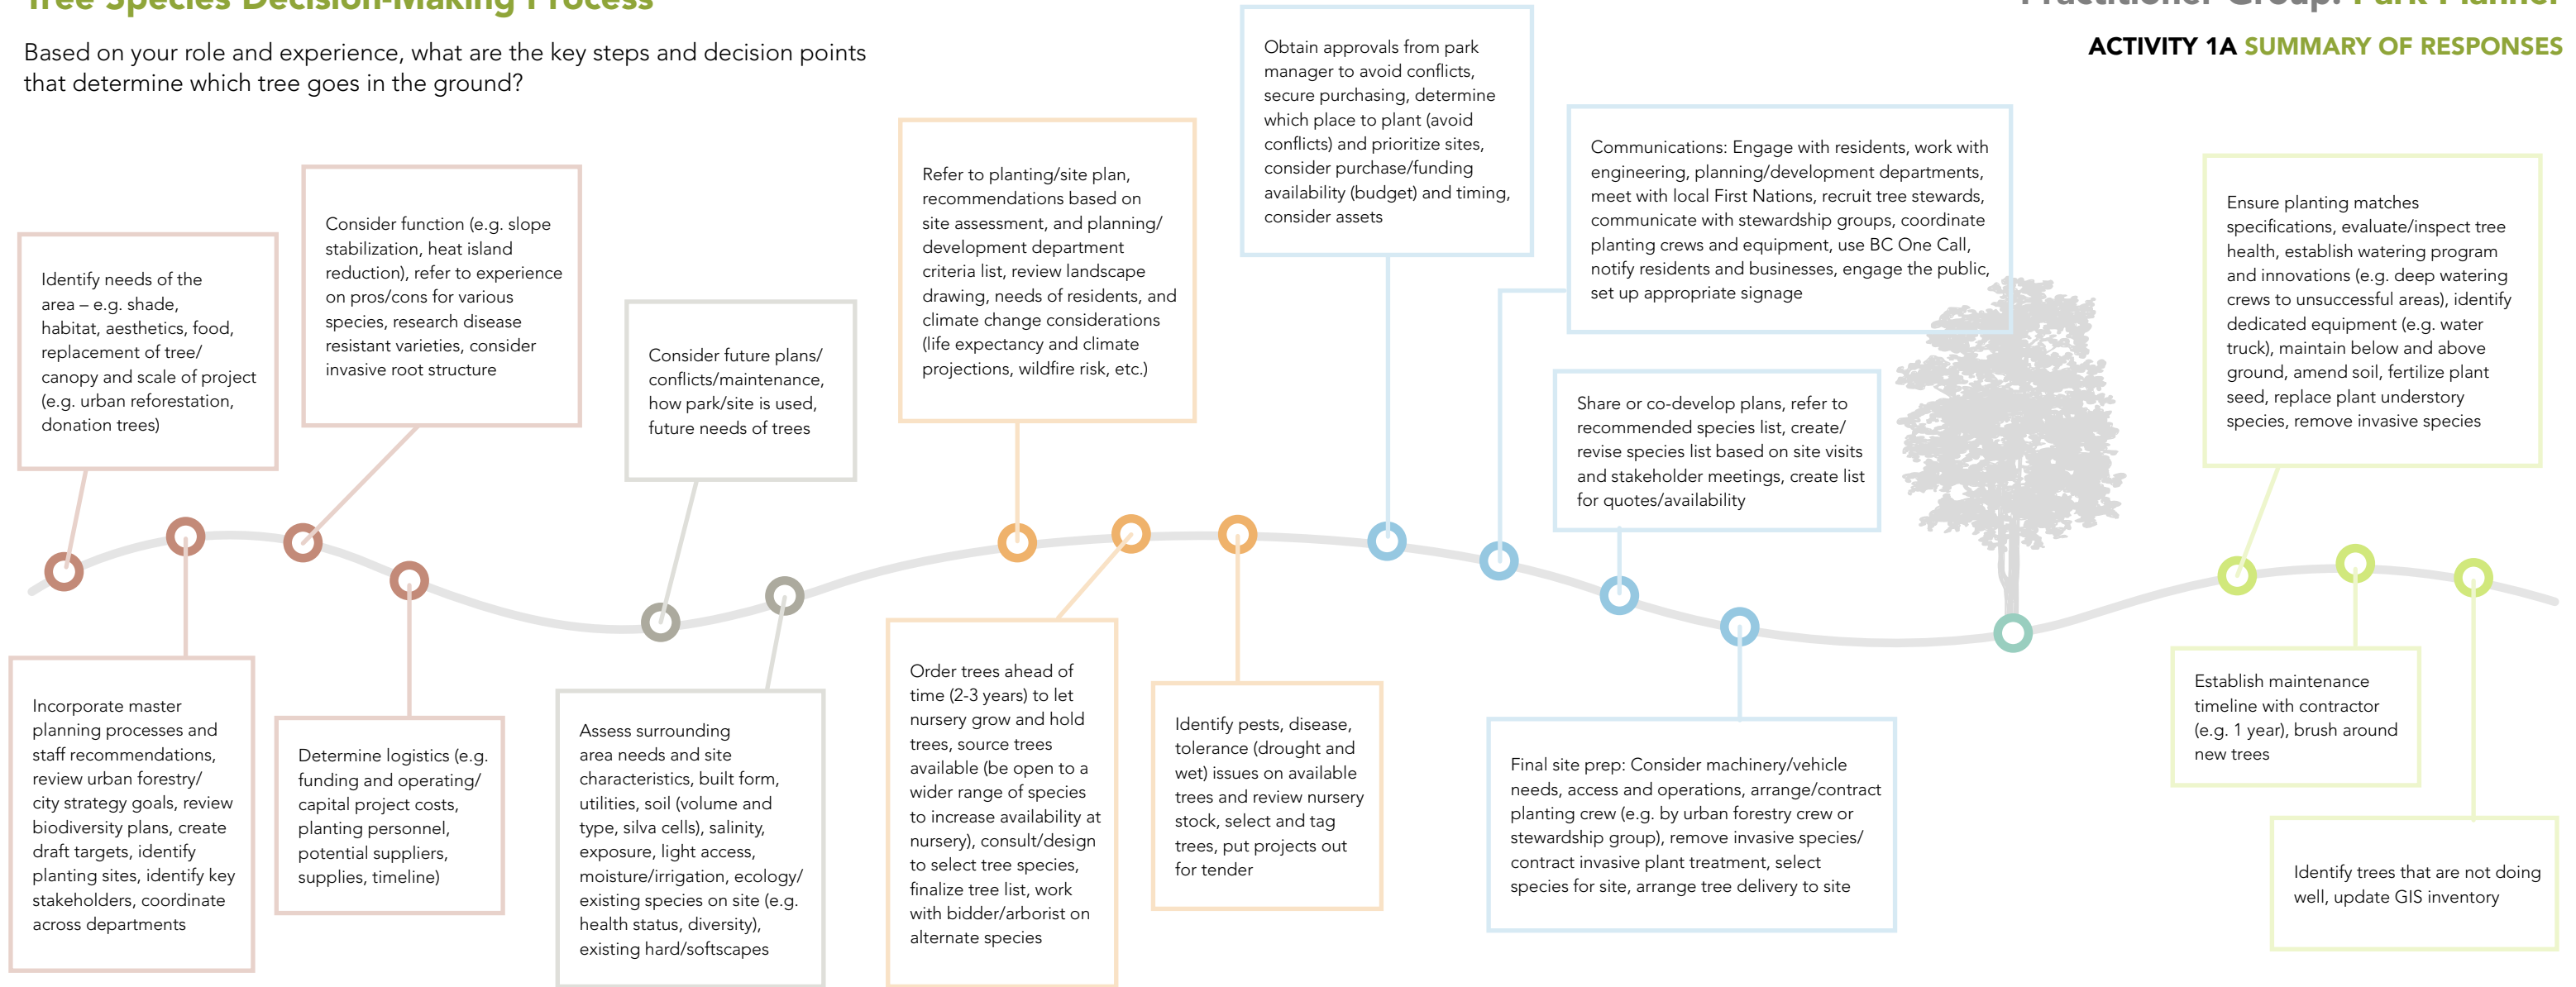 Tree Species Decision-Making Process
Practitioner Group: Park Planner
ACTIVITY 1A SUMMARY OF RESPONSES
Based on your role and experience, what are the key steps and decision points
that determine which tree goes in the ground?
Identify needs of the
area – e.g. shade,
habitat, aesthetics, food,
replacement of tree/
canopy and scale of project
(e.g. urban reforestation,
donation trees)
Incorporate master
planning processes and
staff recommendations,
review urban forestry/
city strategy goals, review
biodiversity plans, create
draft targets, identify
planting sites, identify key
stakeholders, coordinate
across departments
Consider function (e.g. slope
stabilization, heat island
reduction), refer to experience
on pros/cons for various
species, research disease
resistant varieties, consider
invasive root structure
Determine logistics (e.g.
funding and operating/
capital project costs,
planting personnel,
potential suppliers,
supplies, timeline)
Consider future plans/
conflicts/maintenance,
how park/site is used,
future needs of trees
Assess surrounding
area needs and site
characteristics, built form,
utilities, soil (volume and
type, silva cells), salinity,
exposure, light access,
moisture/irrigation, ecology/
existing species on site (e.g.
health status, diversity),
existing hard/softscapes
Refer to planting/site plan,
recommendations based on
site assessment, and planning/
development department
criteria list, review landscape
drawing, needs of residents, and
climate change considerations
(life expectancy and climate
projections, wildfire risk, etc.)
Order trees ahead of
time (2-3 years) to let
nursery grow and hold
trees, source trees
available (be open to a
wider range of species
to increase availability at
nursery), consult/design
to select tree species,
finalize tree list, work
with bidder/arborist on
alternate species
Identify pests, disease,
tolerance (drought and
wet) issues on available
trees and review nursery
stock, select and tag
trees, put projects out
for tender
Obtain approvals from park
manager to avoid conflicts,
secure purchasing, determine
which place to plant (avoid
conflicts) and prioritize sites,
consider purchase/funding
availability (budget) and timing,
consider assets
Communications: Engage with residents, work with
engineering, planning/development departments,
meet with local First Nations, recruit tree stewards,
communicate with stewardship groups, coordinate
planting crews and equipment, use BC One Call,
notify residents and businesses, engage the public,
set up appropriate signage
Share or co-develop plans, refer to
recommended species list, create/
revise species list based on site visits
and stakeholder meetings, create list
for quotes/availability
Final site prep: Consider machinery/vehicle
needs, access and operations, arrange/contract
planting crew (e.g. by urban forestry crew or
stewardship group), remove invasive species/
contract invasive plant treatment, select
species for site, arrange tree delivery to site
Ensure planting matches
specifications, evaluate/inspect tree
health, establish watering program
and innovations (e.g. deep watering
crews to unsuccessful areas), identify
dedicated equipment (e.g. water
truck), maintain below and above
ground, amend soil, fertilize plant
seed, replace plant understory
species, remove invasive species
Establish maintenance
timeline with contractor
(e.g. 1 year), brush around
new trees
Identify trees that are not doing
well, update GIS inventory